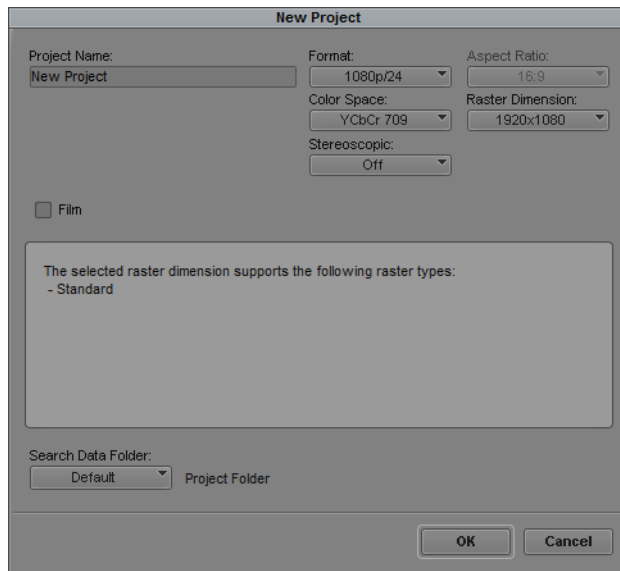 New Project
Project Name:
New Project
Format:
1080p/24
Aspect Ratio:
16:9
Color Space:
YCbCr 709
Raster Dimension:
1920x1080
Stereoscopic:
Off
Film
The selected raster dimension supports the following raster types:
- Standard
Search Data Folder:
Default
Project Folder
OK
Cancel